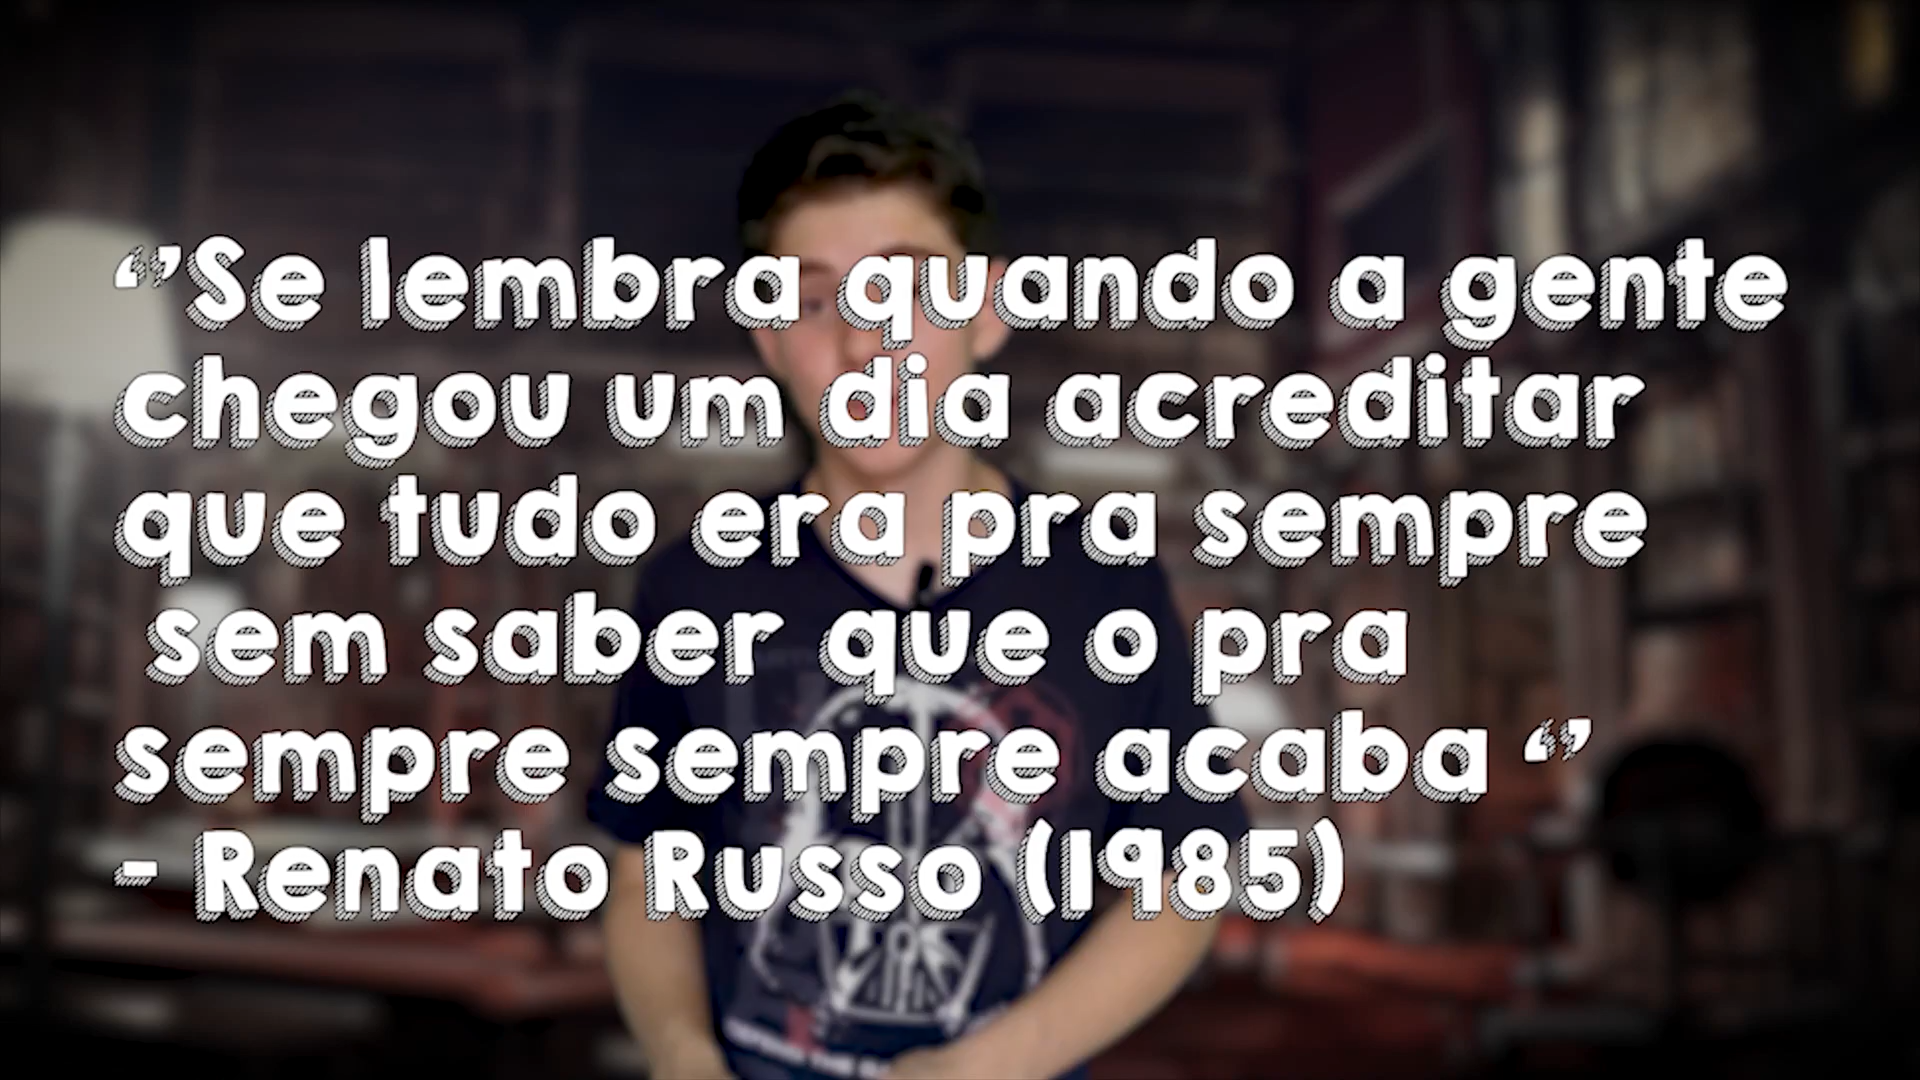 ‘’Se lembra quando a gente
chegou um dia acreditar
que tudo era pra sempre
sem saber que o pra
sempre sempre acaba ‘’
- Renato Russo (1985)